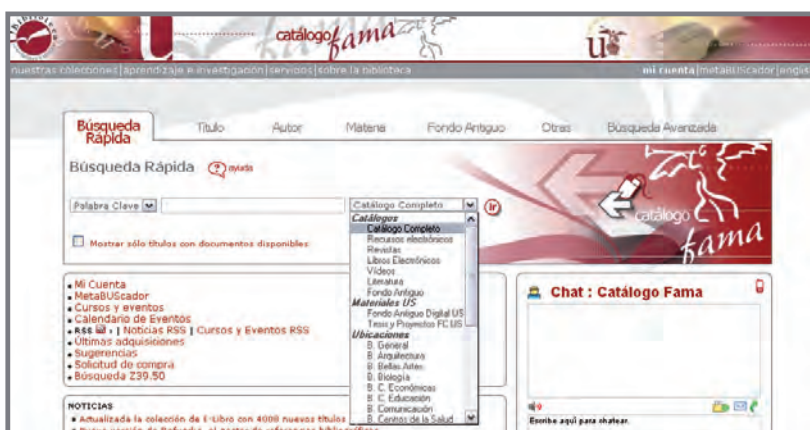 biblioteca
catálogo fama
nuestras colecciones|aprendizaje e investigación|servicios|sobre la biblioteca
mi cuenta|metaBUScador|english
Búsqueda Rápida
Título
Autor
Materia
Fondo Antiguo
Otras
Búsqueda Avanzada
Búsqueda Rápida
ayuda
Palabra Clave
Catálogo Completo
Ir
Mostrar sólo títulos con documentos disponibles
Catálogos
Catálogo Completo
Recursos electrónicos
Revistas
Libros Electrónicos
Vídeos
Literatura
Fondo Antiguo
Materiales US
Fondo Antiguo Digital US
Tesis y Proyectos FC US
Ubicaciones
B. General
B. Arquitectura
B. Bellas Artes
B. Biología
B. C. Económicas
B. C. Educación
B. Comunicación
B. Centros de la Salud
catálogo
fama
Mi Cuenta
MetaBUScador
Cursos y eventos
Calendario de Eventos
RSS | Noticias RSS | Cursos y Eventos RSS
Últimas adquisiciones
Sugerencias
Solicitud de compra
Búsqueda Z39.50
Chat : Catálogo Fama
Escribe aquí para chatear.
NOTICIAS
Actualizada la colección de E-Libro con 4000 nuevos títulos